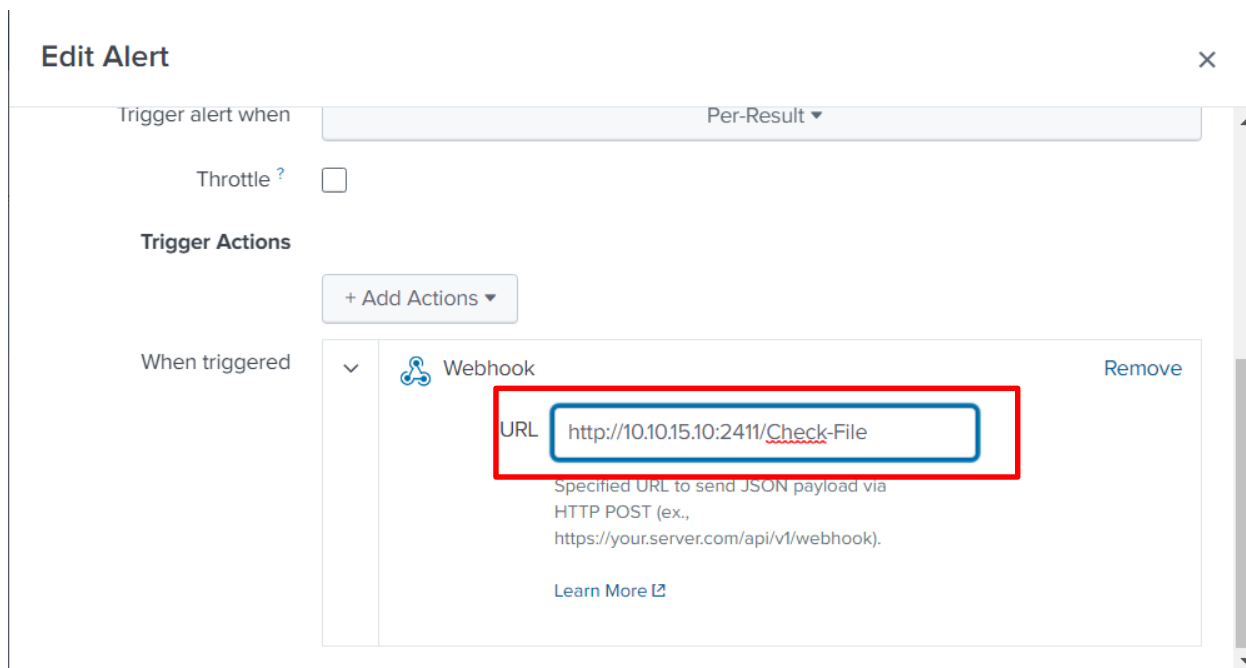 Edit Alert
Trigger alert when Per-Result
Throttle ?
Trigger Actions
+ Add Actions
When triggered
Webhook Remove
URL http://10.10.15.10:2411/Check-File
Specified URL to send JSON payload via
HTTP POST (ex.,
https://your.server.com/api/v1/webhook).
Learn More